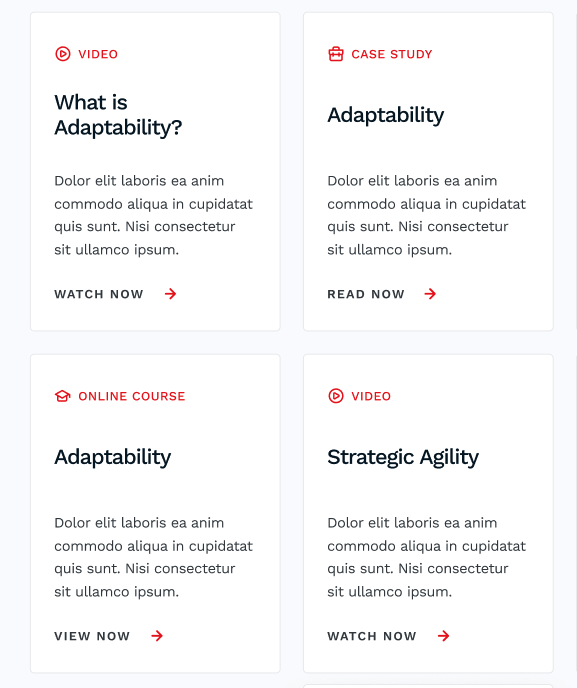 VIDEO
What is
Adaptability?
Dolor elit laboris ea anim
commodo aliqua in cupidatat
quis sunt. Nisi consectetur
sit ullamco ipsum.
WATCH NOW
CASE STUDY
Adaptability
Dolor elit laboris ea anim
commodo aliqua in cupidatat
quis sunt. Nisi consectetur
sit ullamco ipsum.
READ NOW
ONLINE COURSE
Adaptability
Dolor elit laboris ea anim
commodo aliqua in cupidatat
quis sunt. Nisi consectetur
sit ullamco ipsum.
VIEW NOW
VIDEO
Strategic Agility
Dolor elit laboris ea anim
commodo aliqua in cupidatat
quis sunt. Nisi consectetur
sit ullamco ipsum.
WATCH NOW